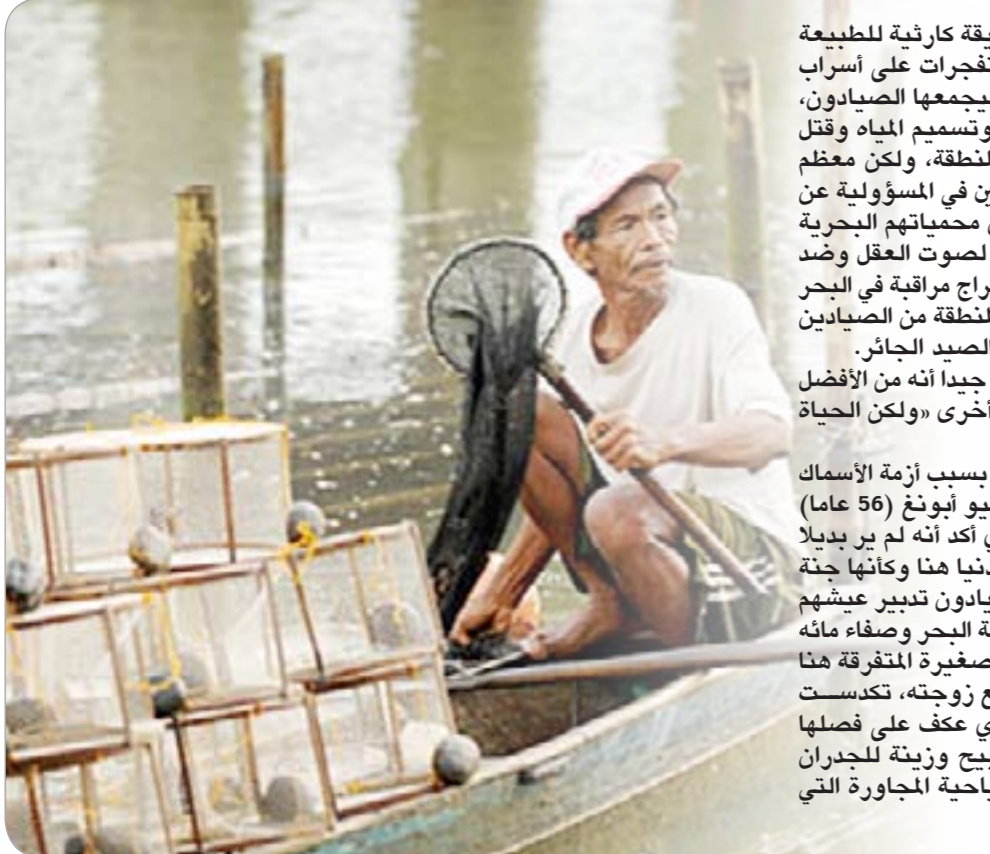 يقة كارثية للطبيعة
تفجرات على أسراب
يجمعها الصيادون،
وتسميم المياه وقتل
لمنطقة، ولكن معظم
ين في المسؤولية عن
محمياتهم البحرية
لصوت العقل وضد
راج مراقبة في البحر
لمنطقة من الصيادين
لصيد الجائر.
جيدا أنه من الأفضل
أخرى «ولكن الحياة
بسبب أزمة الأسماك
يو أبونغ (56 عاما)
ي أكد أنه لم ير بديلا
دنيا هنا وكأنها جنة
يادون تدبير عيشهم
ة البحر وصفاء مائه
صغيرة المتفرقة هنا
ع زوجته، تكدســت
ي عكف على فصلها
بيح وزينة للجدران
ياحية المجاورة التي